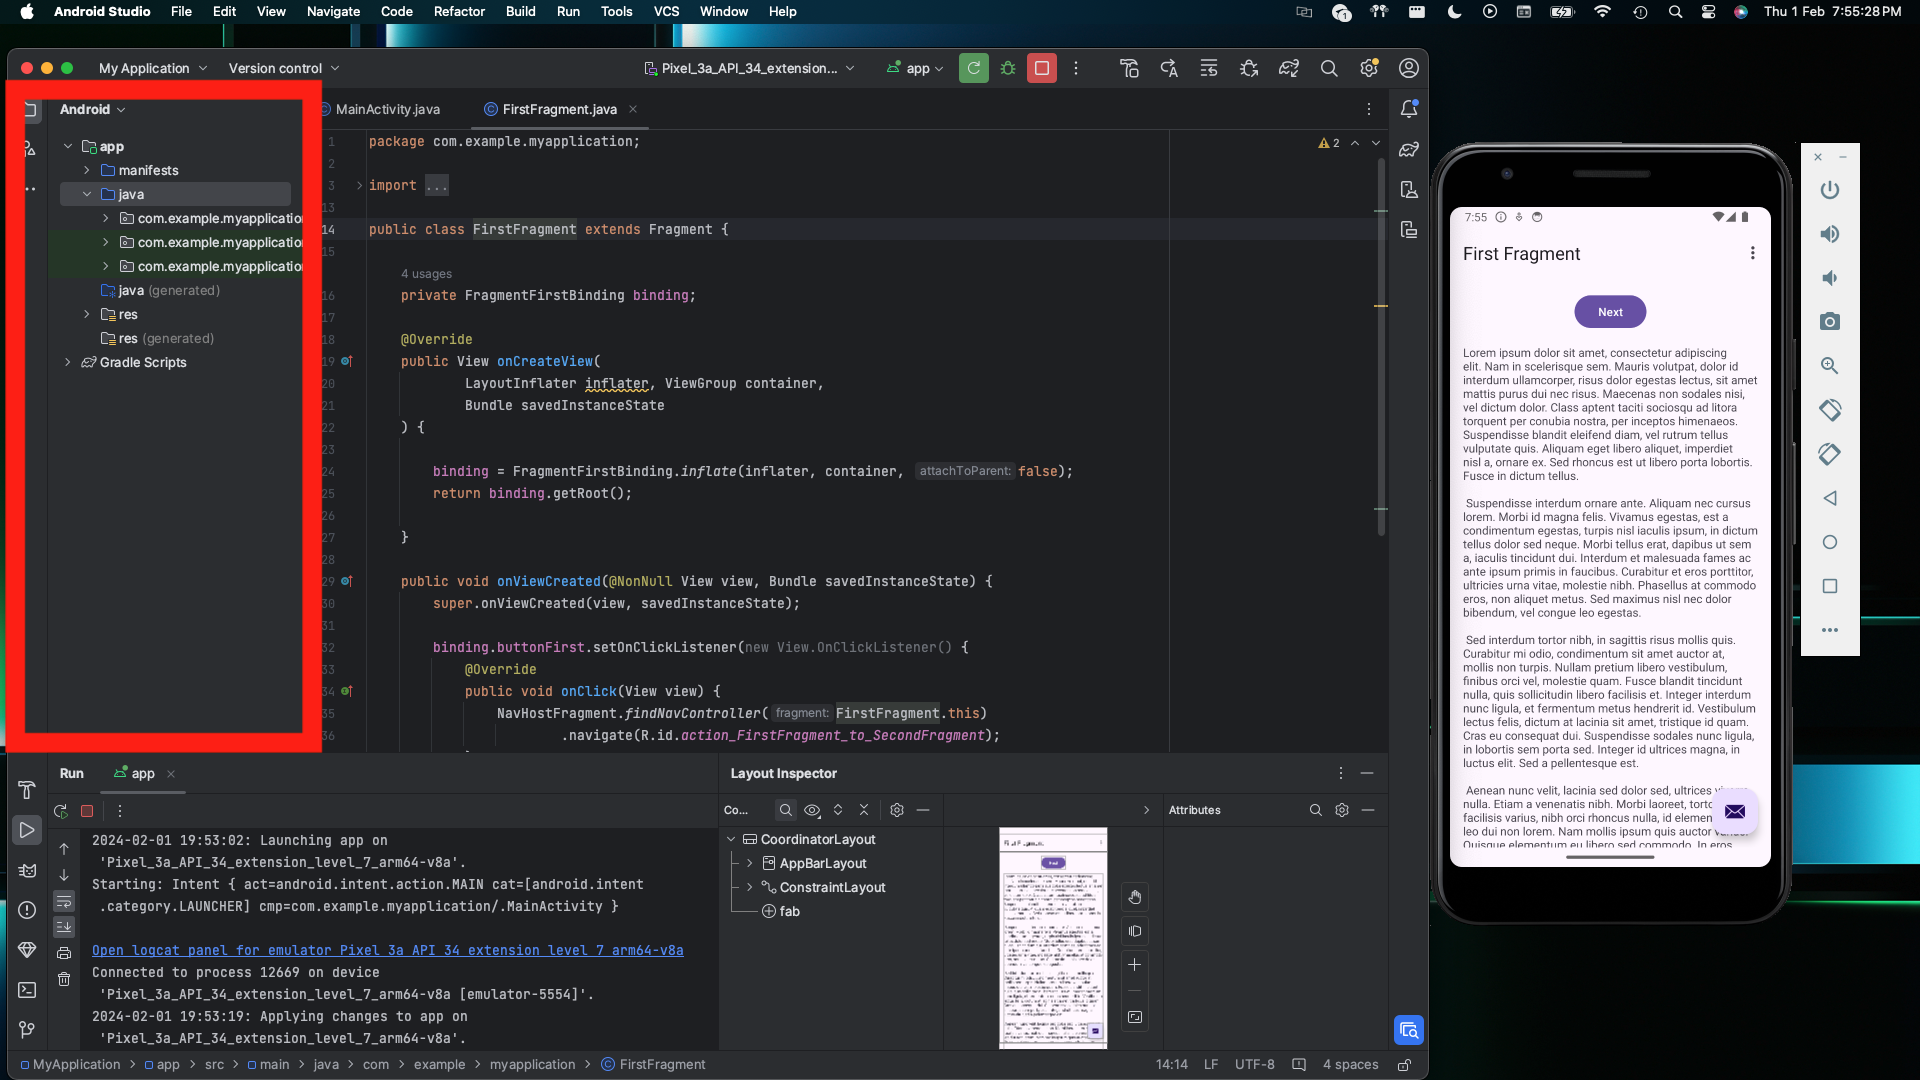 Android Studio File Edit View Navigate Code Refactor Build Run Tools VCS Window Help
1
Thu 1 Feb 7:55:28 PM
My Application Version control
Pixel_3a_API_34_extension... app
Android
app
manifests
java
com.example.myapplication
com.example.myapplication
com.example.myapplication
java (generated)
res
res (generated)
Gradle Scripts
MainActivity.java FirstFragment.java
2
1 package com.example.myapplication;
2
3 import ...
13
14 public class FirstFragment extends Fragment {
15
4 usages
16 private FragmentFirstBinding binding;
17
18 @Override
19 public View onCreateView(
20 LayoutInflater inflater, ViewGroup container,
21 Bundle savedInstanceState
22 ) {
23
24 binding = FragmentFirstBinding.inflate(inflater, container, attachToParent: false);
25 return binding.getRoot();
26
27 }
28
29 public void onViewCreated(@NonNull View view, Bundle savedInstanceState) {
30 super.onViewCreated(view, savedInstanceState);
31
32 binding.buttonFirst.setOnClickListener(new View.OnClickListener() {
33 @Override
34 public void onClick(View view) {
35 NavHostFragment.findNavController( fragment: FirstFragment.this)
36 .navigate(R.id.action_FirstFragment_to_SecondFragment);
Run app
2024-02-01 19:53:02: Launching app on
'Pixel_3a_API_34_extension_level_7_arm64-v8a'.
Starting: Intent { act=android.intent.action.MAIN cat=[android.intent
.category.LAUNCHER] cmp=com.example.myapplication/.MainActivity }
Open logcat panel for emulator Pixel 3a API 34 extension level 7 arm64-v8a
Connected to process 12669 on device
'Pixel_3a_API_34_extension_level_7_arm64-v8a [emulator-5554]'.
2024-02-01 19:53:19: Applying changes to app on
'Pixel_3a_API_34_extension_level_7_arm64-v8a'.
Layout Inspector
Co...
CoordinatorLayout
AppBarLayout
ConstraintLayout
fab
Attributes
MyApplication app src main java com example myapplication FirstFragment
14:14 LF UTF-8 4 spaces
7:55
First Fragment
Next
Lorem ipsum dolor sit amet, consectetur adipiscing
elit. Nam in scelerisque sem. Mauris volutpat, dolor id
interdum ullamcorper, risus dolor egestas lectus, sit amet
mattis purus dui nec risus. Maecenas non sodales nisi,
vel dictum dolor. Class aptent taciti sociosqu ad litora
torquent per conubia nostra, per inceptos himenaeos.
Suspendisse blandit eleifend diam, vel rutrum tellus
vulputate quis. Aliquam eget libero aliquet, imperdiet
nisl a, ornare ex. Sed rhoncus est ut libero porta lobortis.
Fusce in dictum tellus.
Suspendisse interdum ornare ante. Aliquam nec cursus
lorem. Morbi id magna felis. Vivamus egestas, est a
condimentum egestas, turpis nisl iaculis ipsum, in dictum
tellus dolor sed neque. Morbi tellus erat, dapibus ut sem
a, iaculis tincidunt dui. Interdum et malesuada fames ac
ante ipsum primis in faucibus. Curabitur et eros porttitor,
ultricies urna vitae, molestie nibh. Phasellus at commodo
eros, non aliquet metus. Sed maximus nisl nec dolor
bibendum, vel congue leo egestas.
Sed interdum tortor nibh, in sagittis risus mollis quis.
Curabitur mi odio, condimentum sit amet auctor at,
mollis non turpis. Nullam pretium libero vestibulum,
finibus orci vel, molestie quam. Fusce blandit tincidunt
nulla, quis sollicitudin libero facilisis et. Integer interdum
nunc ligula, et fermentum metus hendrerit id. Vestibulum
lectus felis, dictum at lacinia sit amet, tristique id quam.
Cras eu consequat dui. Suspendisse sodales nunc ligula,
in lobortis sem porta sed. Integer id ultrices magna, in
luctus elit. Sed a pellentesque est.
Aenean nunc velit, lacinia sed dolor sed, ultrices
nulla. Etiam a venenatis nibh. Morbi laoreet,
facilisis varius, nibh orci rhoncus nulla, id
leo dui non lorem. Nam mollis ipsum quis auctor
Quisque elementum eu libero sed commodo. In eros